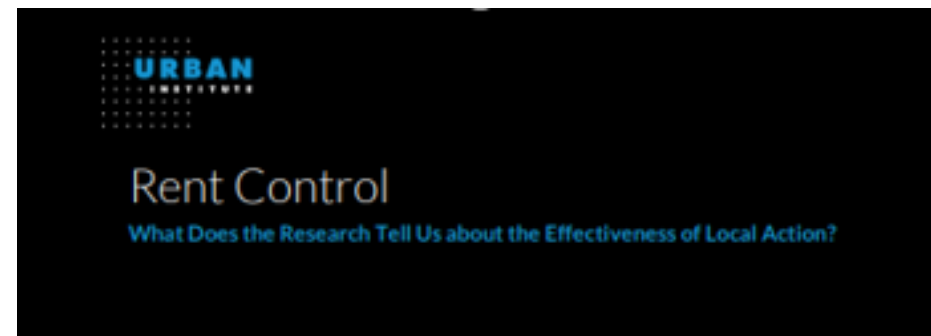 URBAN
INSTITUTE
Rent Control
What Does the Research Tell Us about the Effectiveness of Local Action?